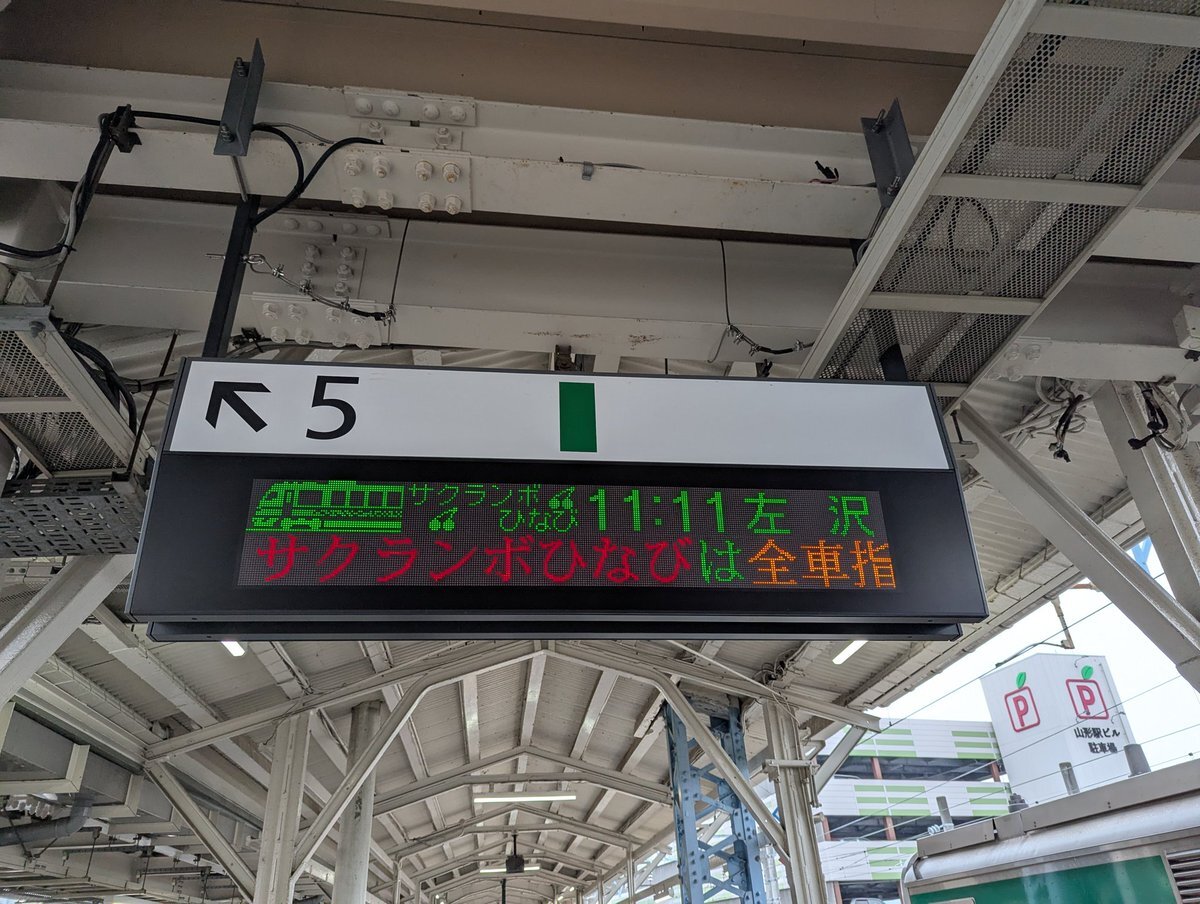 5
サクランボ
ひなび 11:11 左 沢
サクランボひなびは全車指
P P
山形駅ビル
駐車場